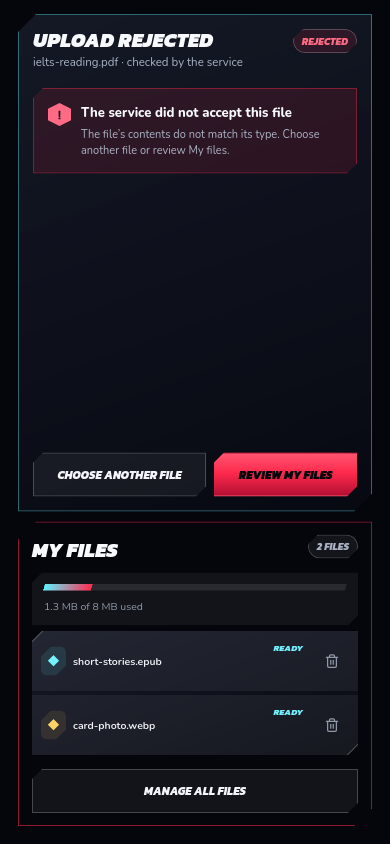 UPLOAD REJECTED
REJECTED
ielts-reading.pdf · checked by the service
!
The service did not accept this file
The file's contents do not match its type. Choose
another file or review My files.
CHOOSE ANOTHER FILE
REVIEW MY FILES
MY FILES
2 FILES
1.3 MB of 8 MB used
READY
short-stories.epub
READY
card-photo.webp
MANAGE ALL FILES